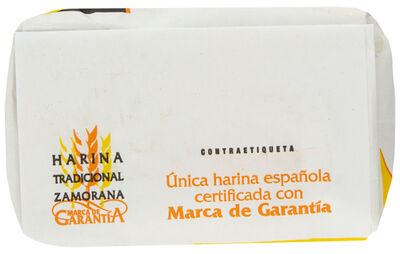 HARINA
TRADICIONAL
ZAMORANA
MARCA DE
GARANTÍA
CONTRAETIQUETA
Única harina española
certificada con
Marca de Garantía